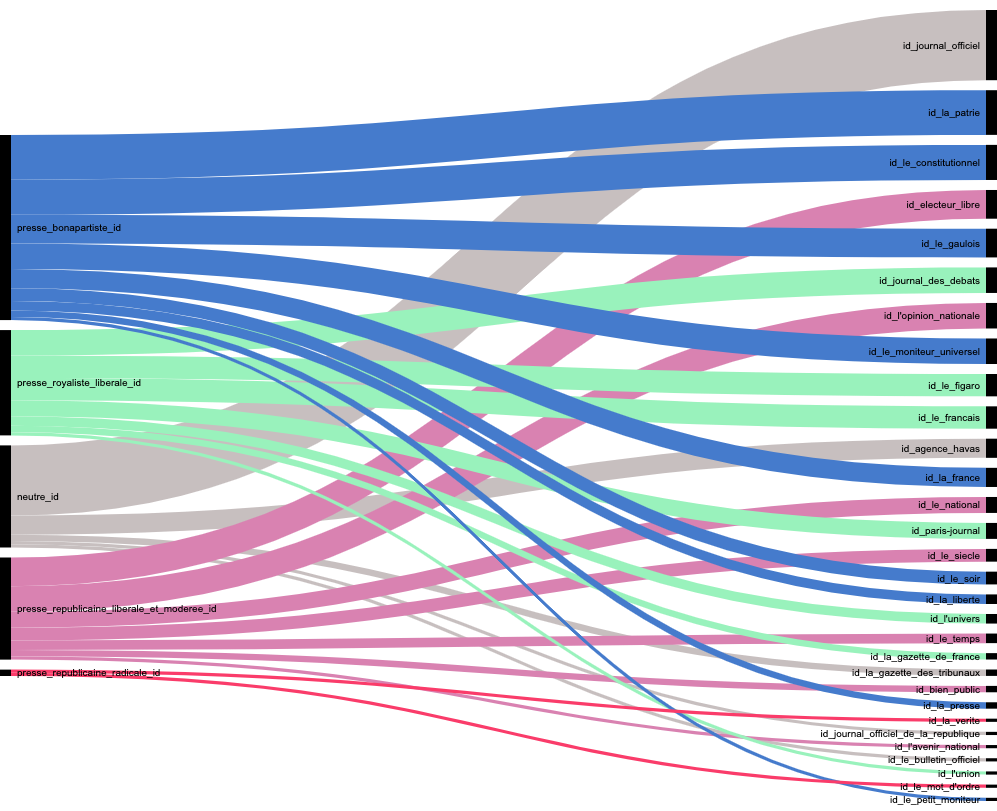 presse_bonapartiste_id
presse_royaliste_liberale_id
neutre_id
presse_republicaine_liberale_et_moderee_id
presse_republicaine_radicale_id
id_journal_officiel
id_la_patrie
id_le_constitutionnel
id_electeur_libre
id_le_gaulois
id_journal_des_debats
id_l'opinion_nationale
id_le_moniteur_universel
id_le_figaro
id_le_francais
id_agence_havas
id_la_france
id_le_national
id_paris-journal
id_le_siecle
id_le_soir
id_la_liberte
id_l'univers
id_le_temps
id_la_gazette_de_france
id_la_gazette_des_tribunaux
id_bien_public
id_la_presse
id_la_verite
id_journal_officiel_de_la_republique
id_l'avenir_national
id_le_bulletin_officiel
id_l'union
id_le_mot_d'ordre
id_le_petit_moniteur